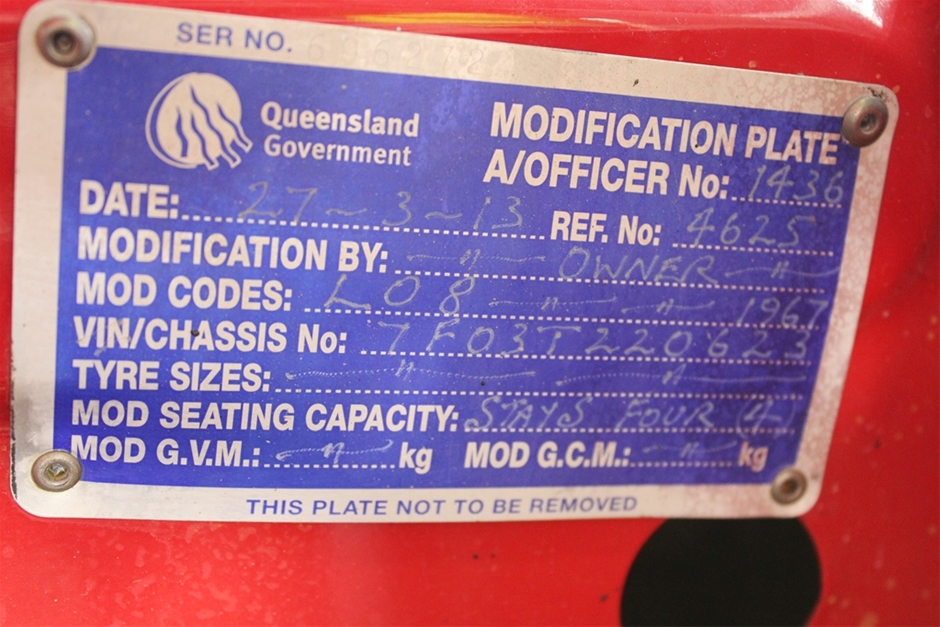 SER NO.
Queensland
Government
MODIFICATION PLATE
A/OFFICER No: 1436
DATE: 27-3-13 REF. No: 4625
MODIFICATION BY: OWNER
MOD CODES: LO8 1967
VIN/CHASSIS No: 7F03T220623
TYRE SIZES:
MOD SEATING CAPACITY: STAYS FOUR (4)
MOD G.V.M.: kg MOD G.C.M.: kg
THIS PLATE NOT TO BE REMOVED